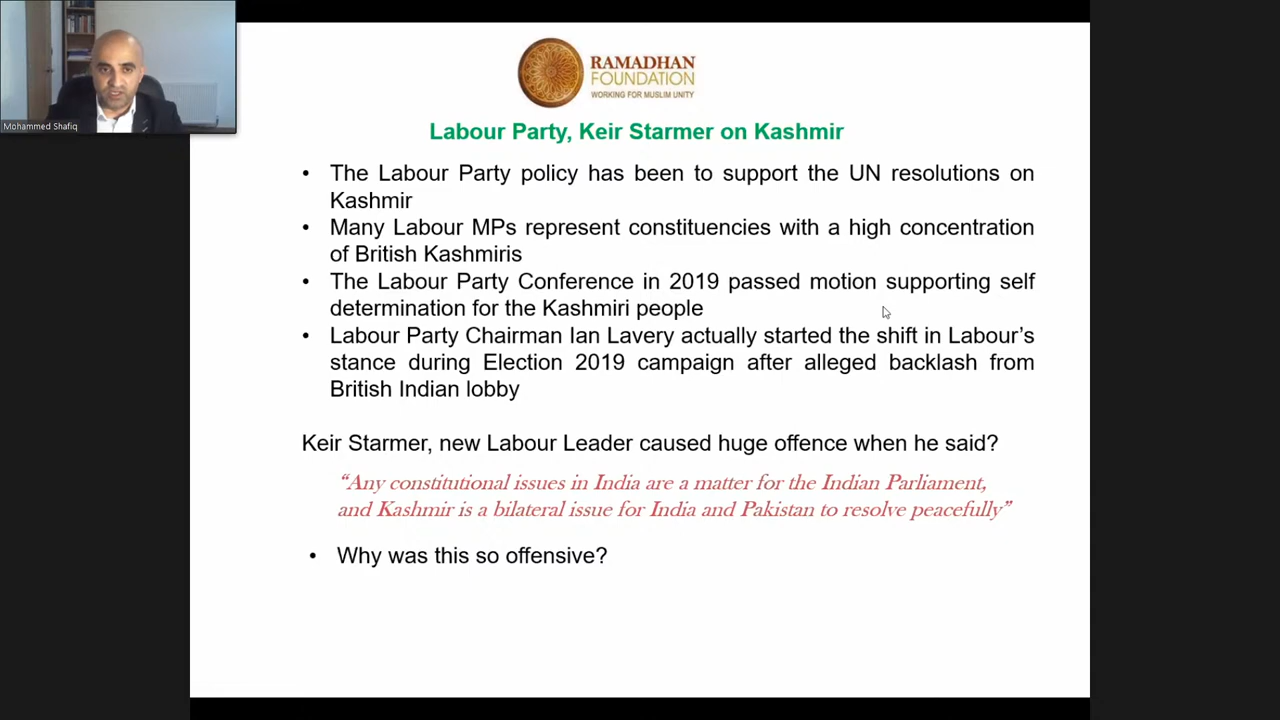 RAMADHAN
FOUNDATION
WORKING FOR MUSLIM UNITY
Mohammed Shafiq
Labour Party, Keir Starmer on Kashmir
• The Labour Party policy has been to support the UN resolutions on
Kashmir
• Many Labour MPs represent constituencies with a high concentration
of British Kashmiris
• The Labour Party Conference in 2019 passed motion supporting self
determination for the Kashmiri people
• Labour Party Chairman Ian Lavery actually started the shift in Labour’s
stance during Election 2019 campaign after alleged backlash from
British Indian lobby
Keir Starmer, new Labour Leader caused huge offence when he said?
“Any constitutional issues in India are a matter for the Indian Parliament,
and Kashmir is a bilateral issue for India and Pakistan to resolve peacefully”
• Why was this so offensive?